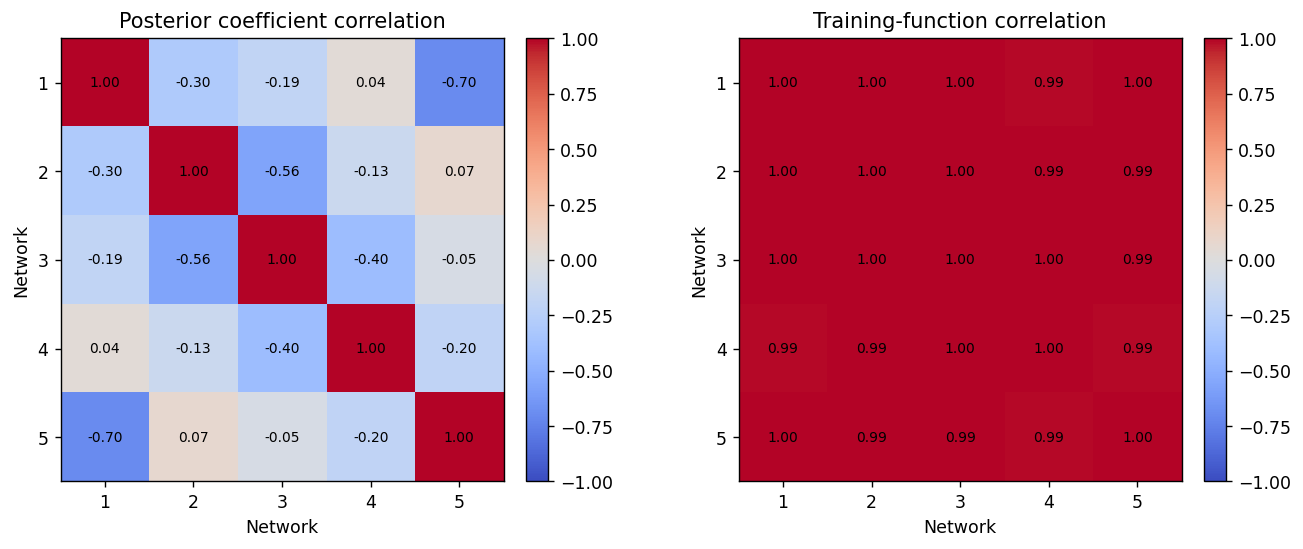 Posterior coefficient correlation
1.00 -0.30 -0.19 0.04 -0.70
-0.30 1.00 -0.56 -0.13 0.07
-0.19 -0.56 1.00 -0.40 -0.05
0.04 -0.13 -0.40 1.00 -0.20
-0.70 0.07 -0.05 -0.20 1.00
1
2
3
4
5
Network
1 2 3 4 5
Network
1.00
0.75
0.50
0.25
0.00
−0.25
−0.50
−0.75
−1.00
Training-function correlation
1.00 1.00 1.00 0.99 1.00
1.00 1.00 1.00 0.99 0.99
1.00 1.00 1.00 1.00 0.99
0.99 0.99 1.00 1.00 0.99
1.00 0.99 0.99 0.99 1.00
1
2
3
4
5
Network
1 2 3 4 5
Network
1.00
0.75
0.50
0.25
0.00
−0.25
−0.50
−0.75
−1.00